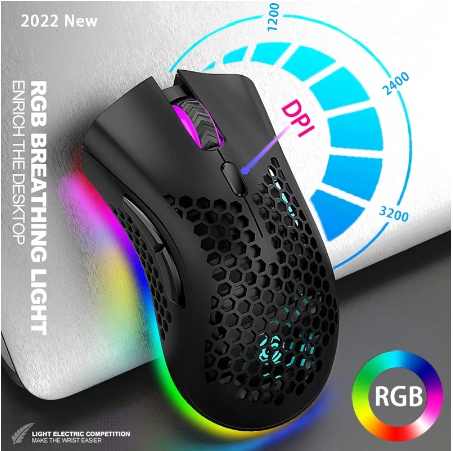 2022 New
1200
2400
3200
DPI
RGB BREATHING LIGHT
ENRICH THE DESKTOP
RGB
LIGHT ELECTRIC COMPETITION
MAKE THE WRIST EASIER